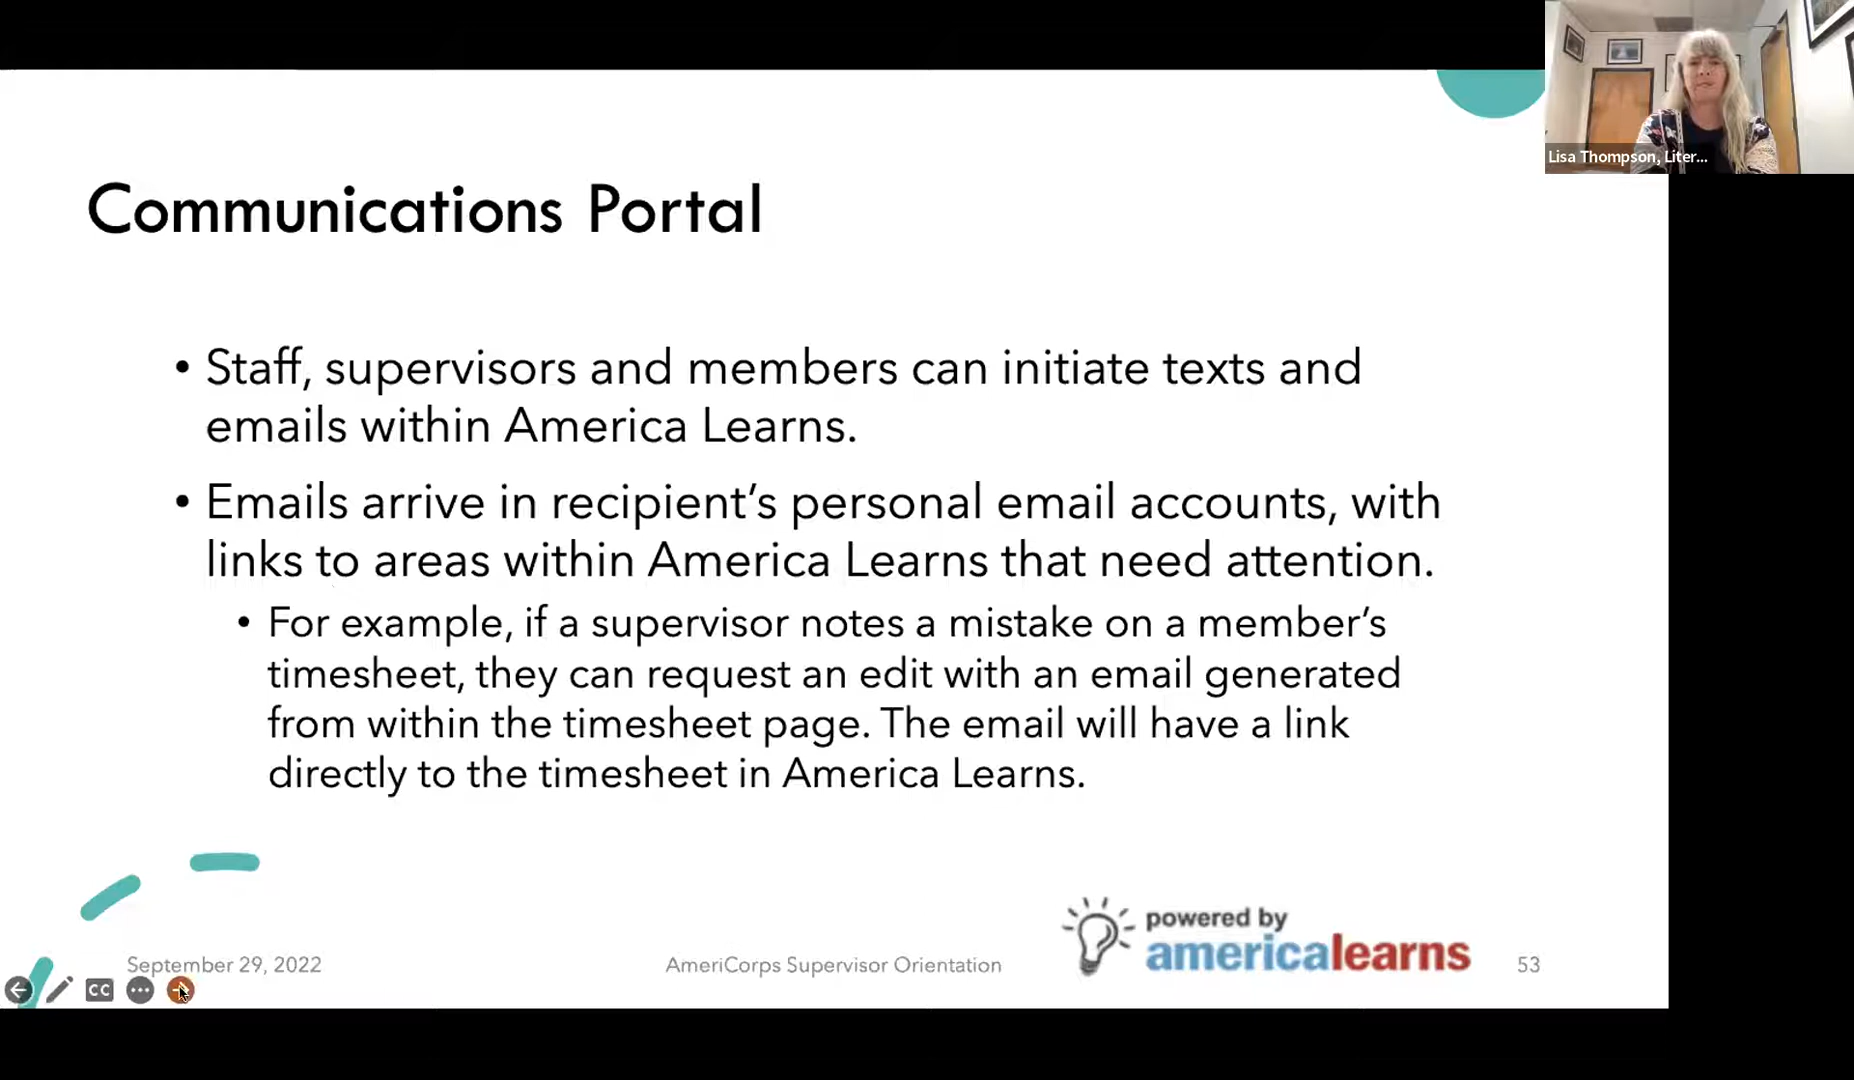 Lisa Thompson, Liter...
Communications Portal
• Staff, supervisors and members can initiate texts and
emails within America Learns.
• Emails arrive in recipient’s personal email accounts, with
links to areas within America Learns that need attention.
• For example, if a supervisor notes a mistake on a member’s
timesheet, they can request an edit with an email generated
from within the timesheet page. The email will have a link
directly to the timesheet in America Learns.
powered by
americalearns
September 29, 2022
AmeriCorps Supervisor Orientation
53
CC